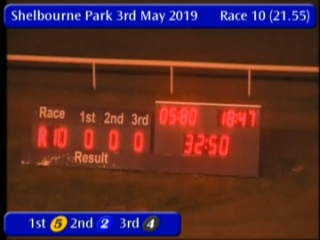 Shelbourne Park 3rd May 2019 Race 10 (21.55)
Race 1st 2nd 3rd 05:80 18:47
R10 0 0 0 32:50
Result
1st 5 2nd 2 3rd 4